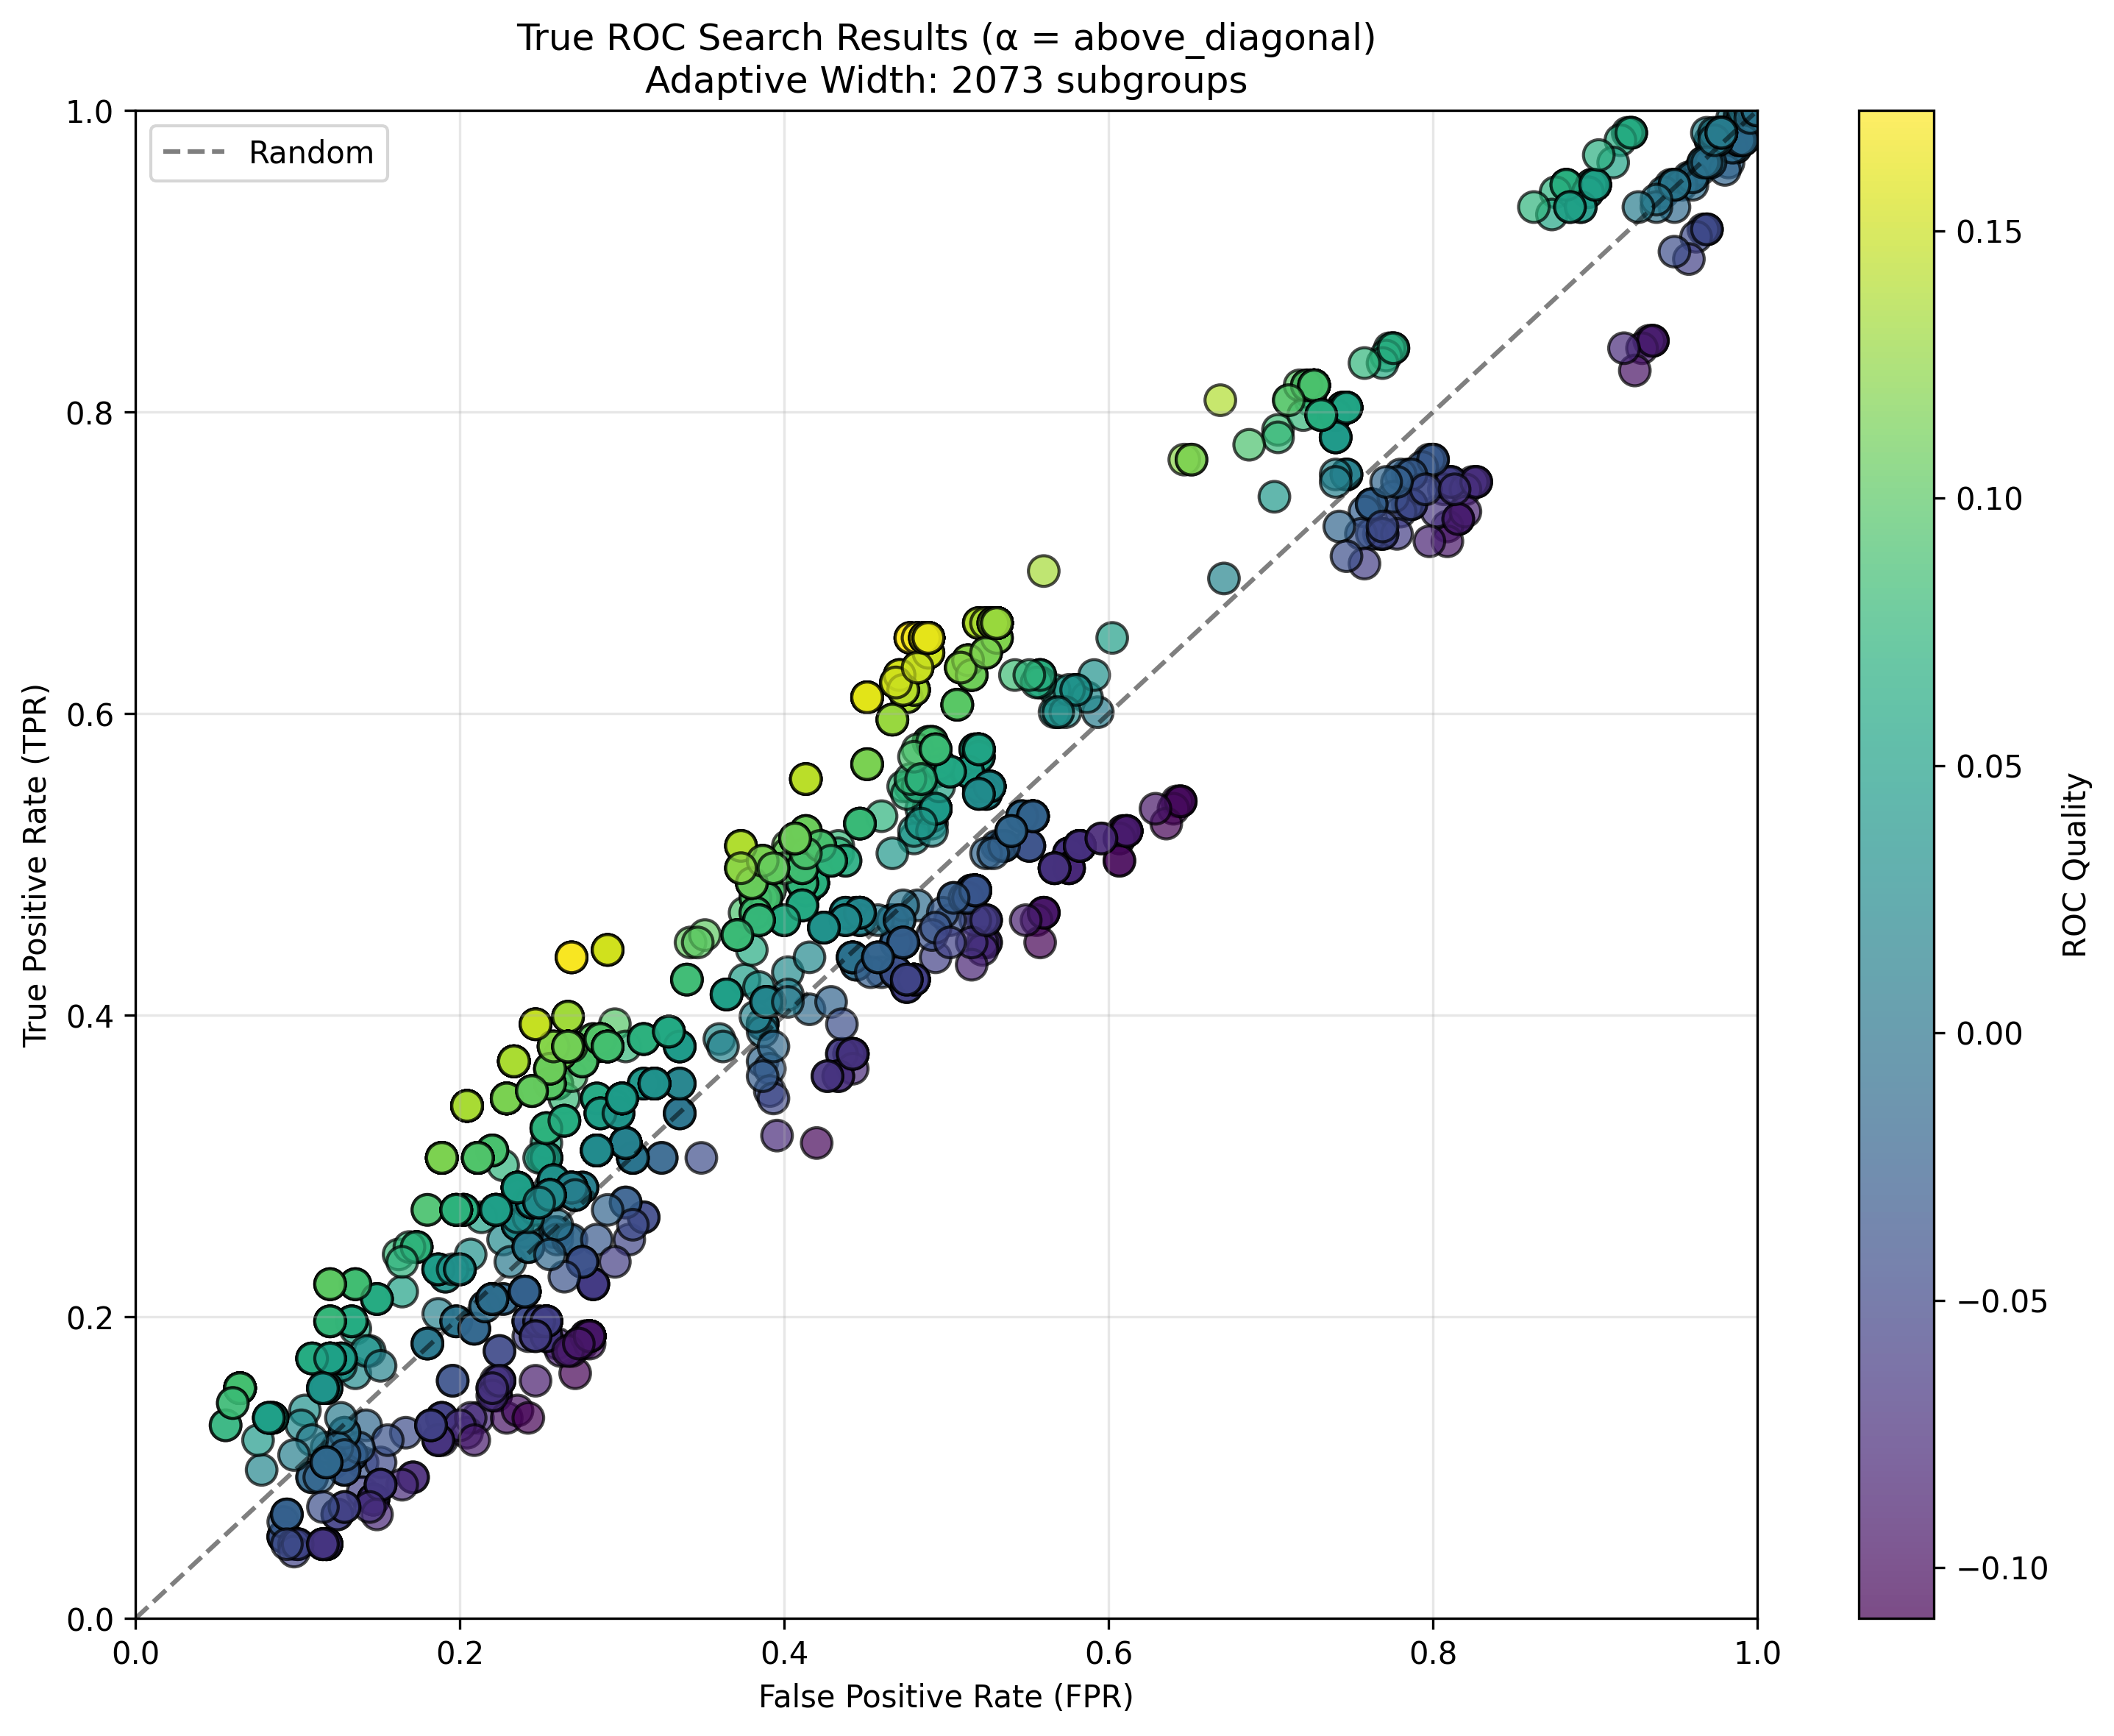 True ROC Search Results (α = above_diagonal)
Adaptive Width: 2073 subgroups
Random
1.0
0.8
0.6
0.4
0.2
0.0
True Positive Rate (TPR)
0.0 0.2 0.4 0.6 0.8 1.0
False Positive Rate (FPR)
0.15
0.10
0.05
0.00
−0.05
−0.10
ROC Quality